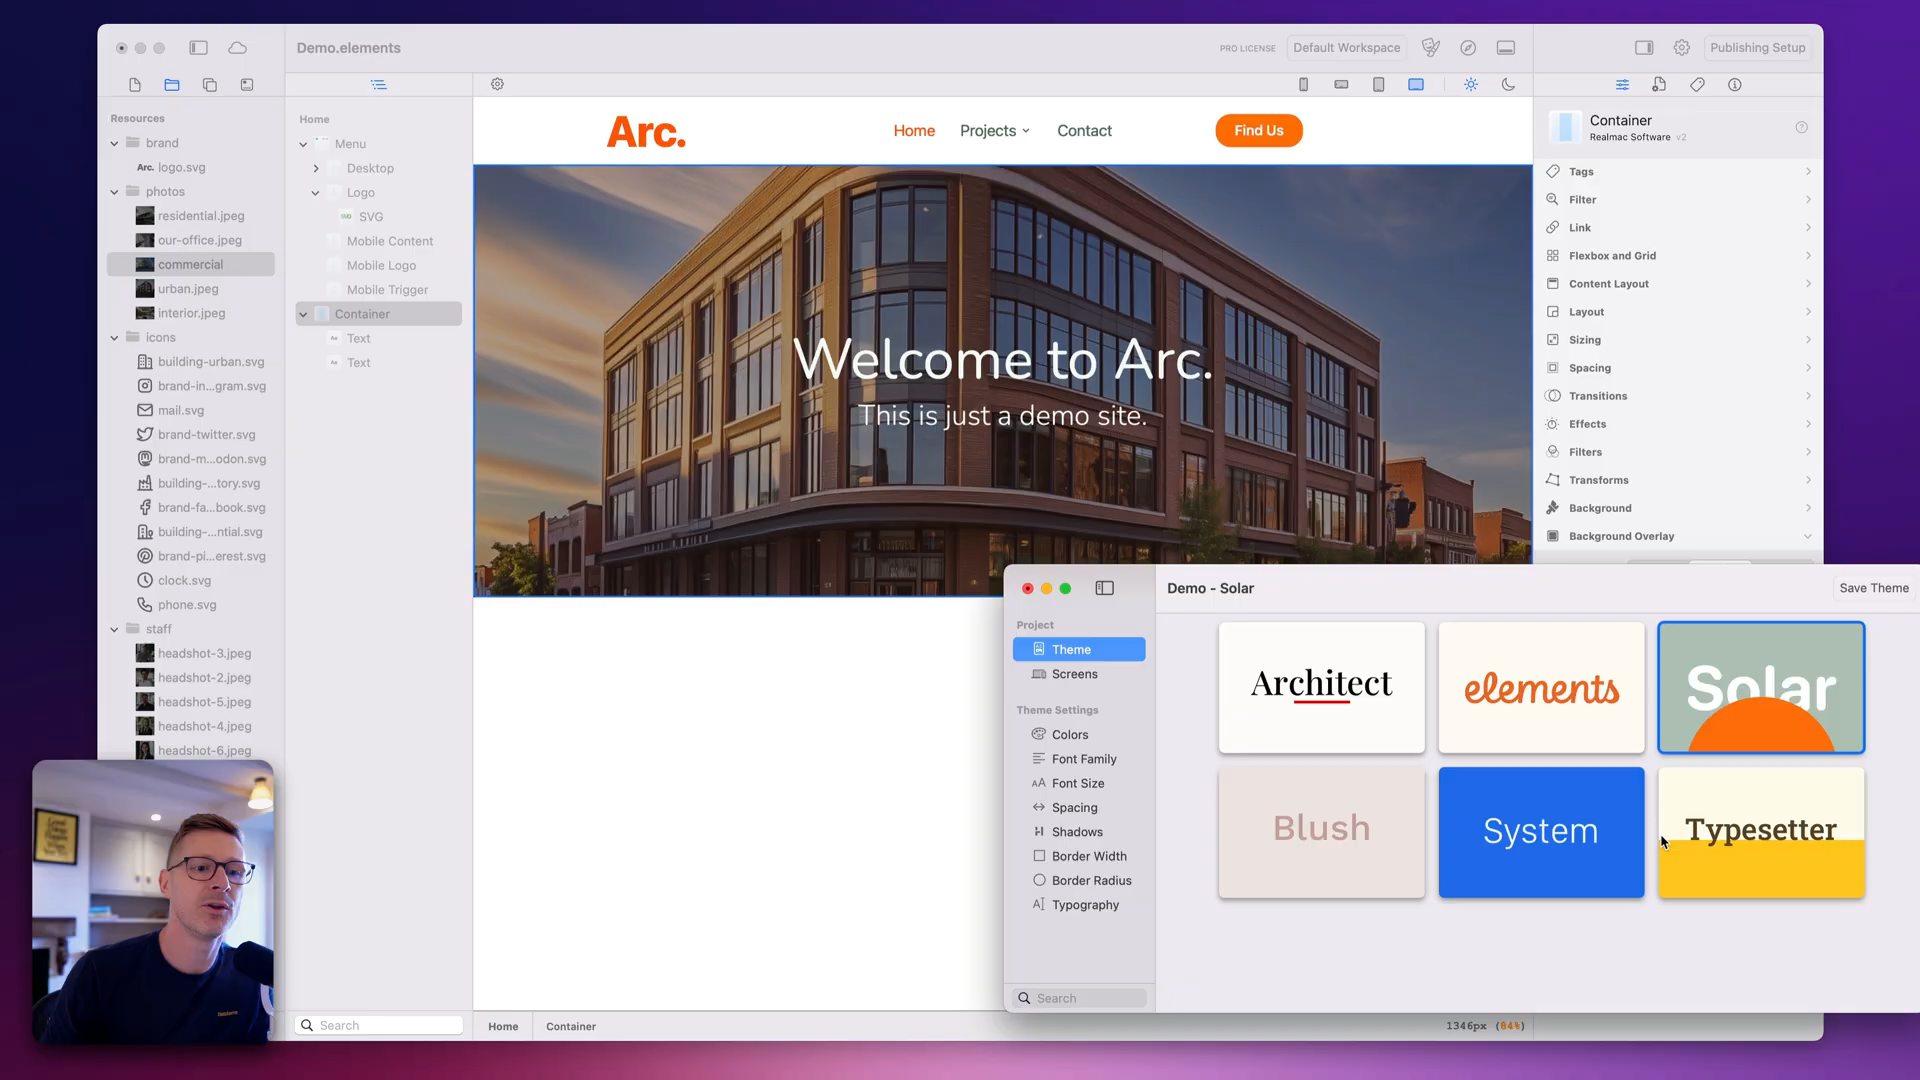 Demo.elements
PRO LICENSE
Default Workspace
Publishing Setup
Resources
brand
Arc. logo.svg
photos
residential.jpeg
our-office.jpeg
commercial
urban.jpeg
interior.jpeg
icons
building-urban.svg
brand-in...gram.svg
mail.svg
brand-twitter.svg
brand-m...odon.svg
building-...tory.svg
brand-fa...book.svg
building-...ntial.svg
brand-pi...erest.svg
clock.svg
phone.svg
staff
headshot-3.jpeg
headshot-2.jpeg
headshot-5.jpeg
headshot-4.jpeg
headshot-6.jpeg
Home
Menu
Desktop
Logo
SVG
Mobile Content
Mobile Logo
Mobile Trigger
Container
Text
Text
Search
Arc.
Home
Projects
Contact
Find Us
Welcome to Arc.
This is just a demo site.
Home
Container
1346px (84%)
Container
Realmac Software v2
Tags
Filter
Link
Flexbox and Grid
Content Layout
Layout
Sizing
Spacing
Transitions
Effects
Filters
Transforms
Background
Background Overlay
Demo - Solar
Save Theme
Project
Theme
Screens
Theme Settings
Colors
Font Family
Font Size
Spacing
Shadows
Border Width
Border Radius
Typography
Search
Architect
elements
Solar
Blush
System
Typesetter